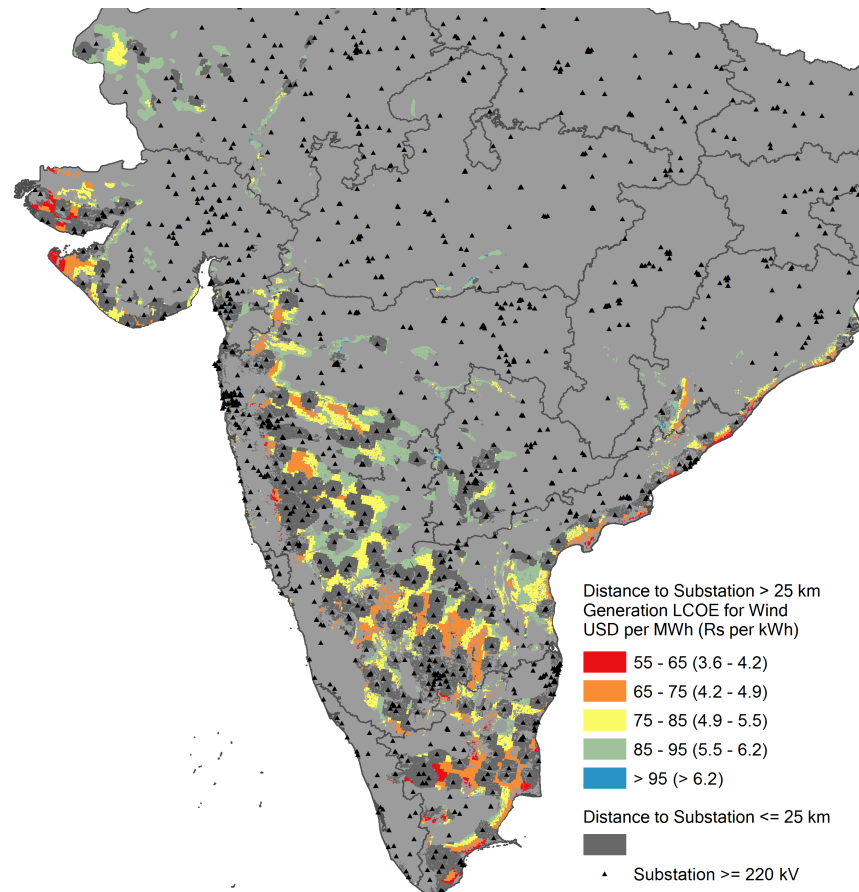 Distance to Substation > 25 km
Generation LCOE for Wind
USD per MWh (Rs per kWh)
55 - 65 (3.6 - 4.2)
65 - 75 (4.2 - 4.9)
75 - 85 (4.9 - 5.5)
85 - 95 (5.5 - 6.2)
> 95 (> 6.2)
Distance to Substation <= 25 km
Substation >= 220 kV